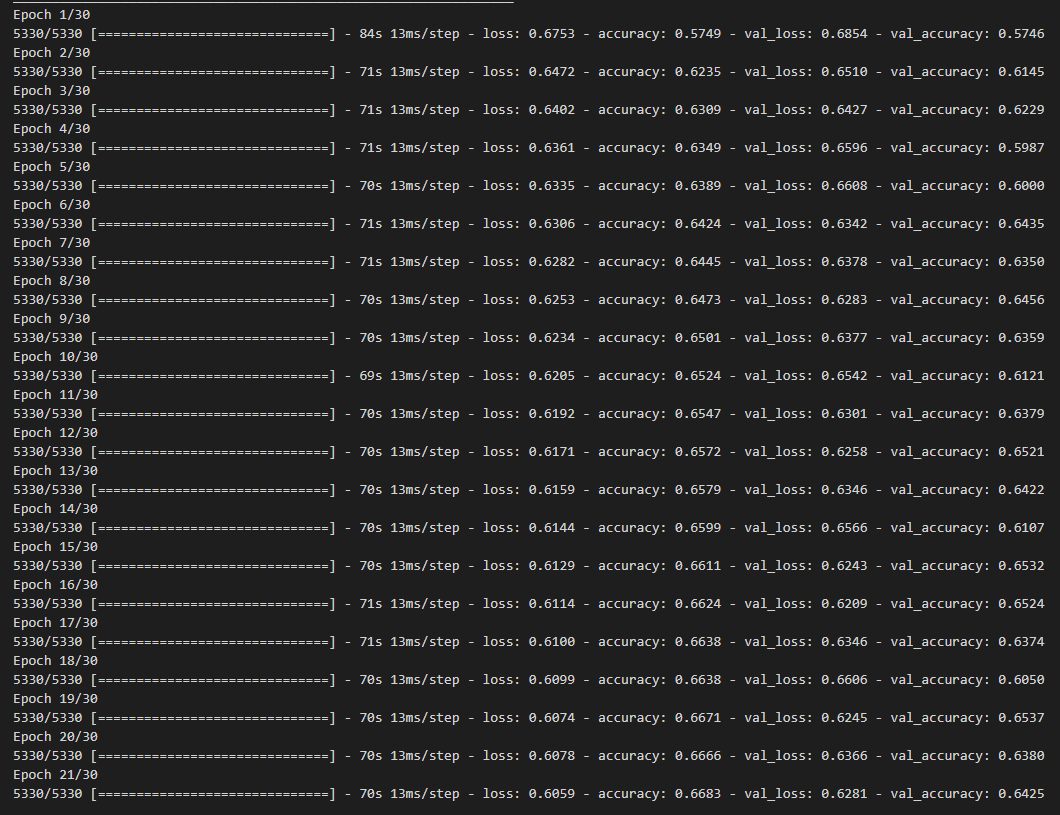 Epoch 1/30
5330/5330 [==============================] - 84s 13ms/step - loss: 0.6753 - accuracy: 0.5749 - val_loss: 0.6854 - val_accuracy: 0.5746
Epoch 2/30
5330/5330 [==============================] - 71s 13ms/step - loss: 0.6472 - accuracy: 0.6235 - val_loss: 0.6510 - val_accuracy: 0.6145
Epoch 3/30
5330/5330 [==============================] - 71s 13ms/step - loss: 0.6402 - accuracy: 0.6309 - val_loss: 0.6427 - val_accuracy: 0.6229
Epoch 4/30
5330/5330 [==============================] - 71s 13ms/step - loss: 0.6361 - accuracy: 0.6349 - val_loss: 0.6596 - val_accuracy: 0.5987
Epoch 5/30
5330/5330 [==============================] - 70s 13ms/step - loss: 0.6335 - accuracy: 0.6389 - val_loss: 0.6608 - val_accuracy: 0.6000
Epoch 6/30
5330/5330 [==============================] - 71s 13ms/step - loss: 0.6306 - accuracy: 0.6424 - val_loss: 0.6342 - val_accuracy: 0.6435
Epoch 7/30
5330/5330 [==============================] - 71s 13ms/step - loss: 0.6282 - accuracy: 0.6445 - val_loss: 0.6378 - val_accuracy: 0.6350
Epoch 8/30
5330/5330 [==============================] - 70s 13ms/step - loss: 0.6253 - accuracy: 0.6473 - val_loss: 0.6283 - val_accuracy: 0.6456
Epoch 9/30
5330/5330 [==============================] - 70s 13ms/step - loss: 0.6234 - accuracy: 0.6501 - val_loss: 0.6377 - val_accuracy: 0.6359
Epoch 10/30
5330/5330 [==============================] - 69s 13ms/step - loss: 0.6205 - accuracy: 0.6524 - val_loss: 0.6542 - val_accuracy: 0.6121
Epoch 11/30
5330/5330 [==============================] - 70s 13ms/step - loss: 0.6192 - accuracy: 0.6547 - val_loss: 0.6301 - val_accuracy: 0.6379
Epoch 12/30
5330/5330 [==============================] - 70s 13ms/step - loss: 0.6171 - accuracy: 0.6572 - val_loss: 0.6258 - val_accuracy: 0.6521
Epoch 13/30
5330/5330 [==============================] - 70s 13ms/step - loss: 0.6159 - accuracy: 0.6579 - val_loss: 0.6346 - val_accuracy: 0.6422
Epoch 14/30
5330/5330 [==============================] - 70s 13ms/step - loss: 0.6144 - accuracy: 0.6599 - val_loss: 0.6566 - val_accuracy: 0.6107
Epoch 15/30
5330/5330 [==============================] - 70s 13ms/step - loss: 0.6129 - accuracy: 0.6611 - val_loss: 0.6243 - val_accuracy: 0.6532
Epoch 16/30
5330/5330 [==============================] - 71s 13ms/step - loss: 0.6114 - accuracy: 0.6624 - val_loss: 0.6209 - val_accuracy: 0.6524
Epoch 17/30
5330/5330 [==============================] - 71s 13ms/step - loss: 0.6100 - accuracy: 0.6638 - val_loss: 0.6346 - val_accuracy: 0.6374
Epoch 18/30
5330/5330 [==============================] - 70s 13ms/step - loss: 0.6099 - accuracy: 0.6638 - val_loss: 0.6606 - val_accuracy: 0.6050
Epoch 19/30
5330/5330 [==============================] - 70s 13ms/step - loss: 0.6074 - accuracy: 0.6671 - val_loss: 0.6245 - val_accuracy: 0.6537
Epoch 20/30
5330/5330 [==============================] - 70s 13ms/step - loss: 0.6078 - accuracy: 0.6666 - val_loss: 0.6366 - val_accuracy: 0.6380
Epoch 21/30
5330/5330 [==============================] - 70s 13ms/step - loss: 0.6059 - accuracy: 0.6683 - val_loss: 0.6281 - val_accuracy: 0.6425